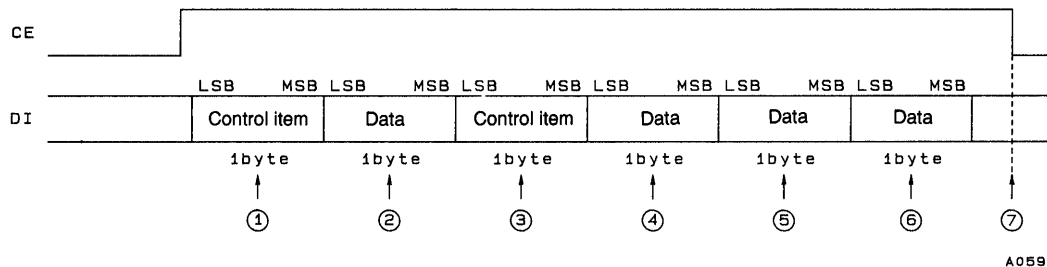 CE
LSB MSB LSB MSB LSB MSB LSB MSB LSB MSB LSB MSB
DI Control item Data Control item Data Data Data
1byte 1byte 1byte 1byte 1byte 1byte
① ② ③ ④ ⑤ ⑥ ⑦
A059